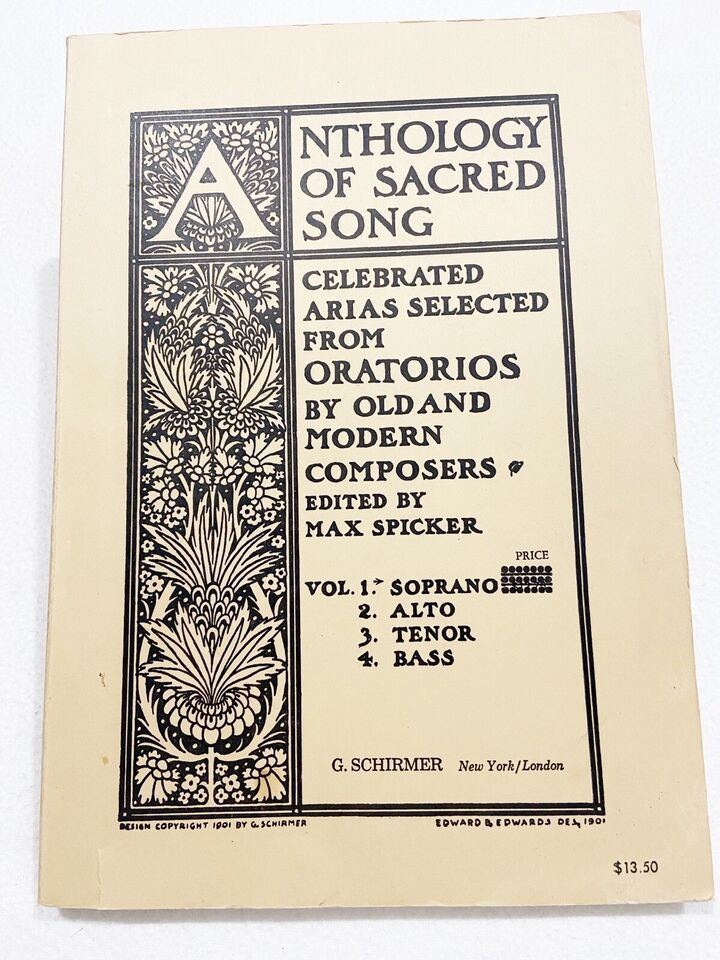 ANTHOLOGY
OF SACRED
SONG
CELEBRATED
ARIAS SELECTED
FROM
ORATORIOS
BY OLD AND
MODERN
COMPOSERS
EDITED BY
MAX SPICKER
PRICE
VOL. 1. SOPRANO
2. ALTO
3. TENOR
4. BASS
G. SCHIRMER New York/London
DESIGN COPYRIGHT 1901 BY G. SCHIRMER
EDWARD B. EDWARDS DES, 1901
$13.50